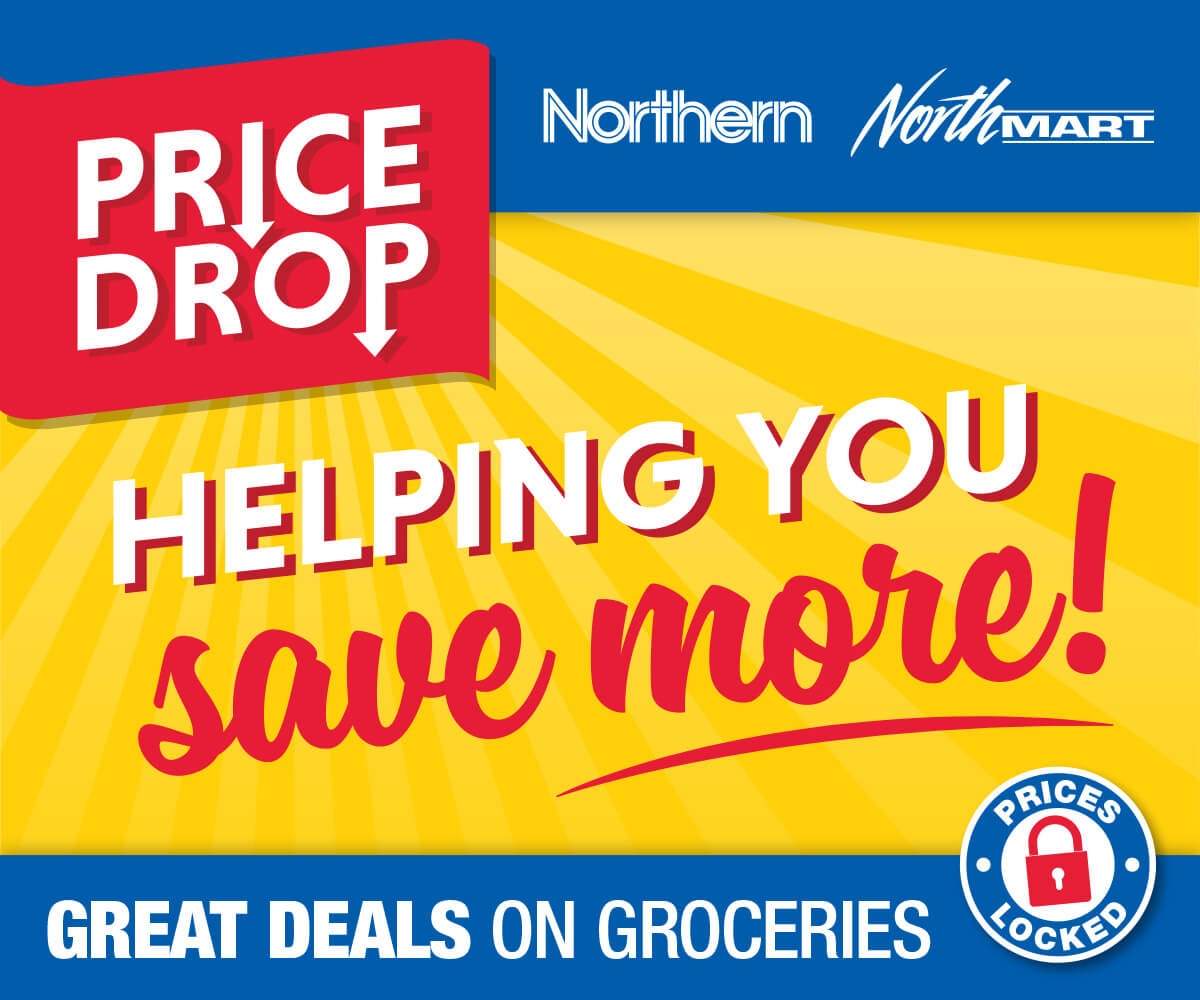 PRICE
DROP
Northern
NorthMART
HELPING YOU
save more!
PRICES
LOCKED
GREAT DEALS ON GROCERIES